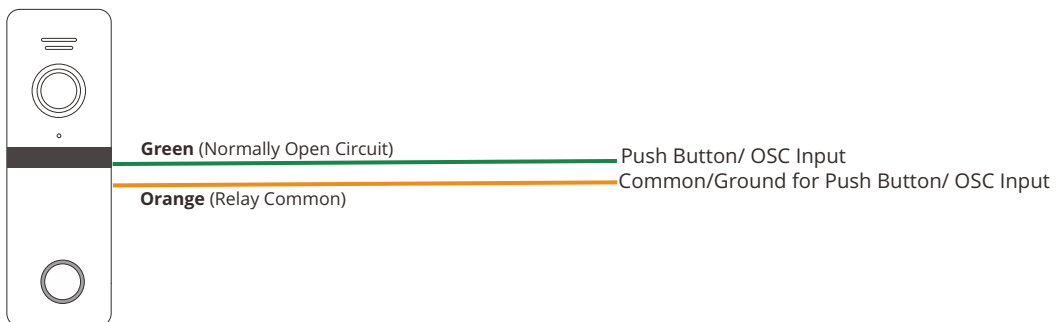 Green (Normally Open Circuit)
Push Button/ OSC Input
Common/Ground for Push Button/ OSC Input
Orange (Relay Common)